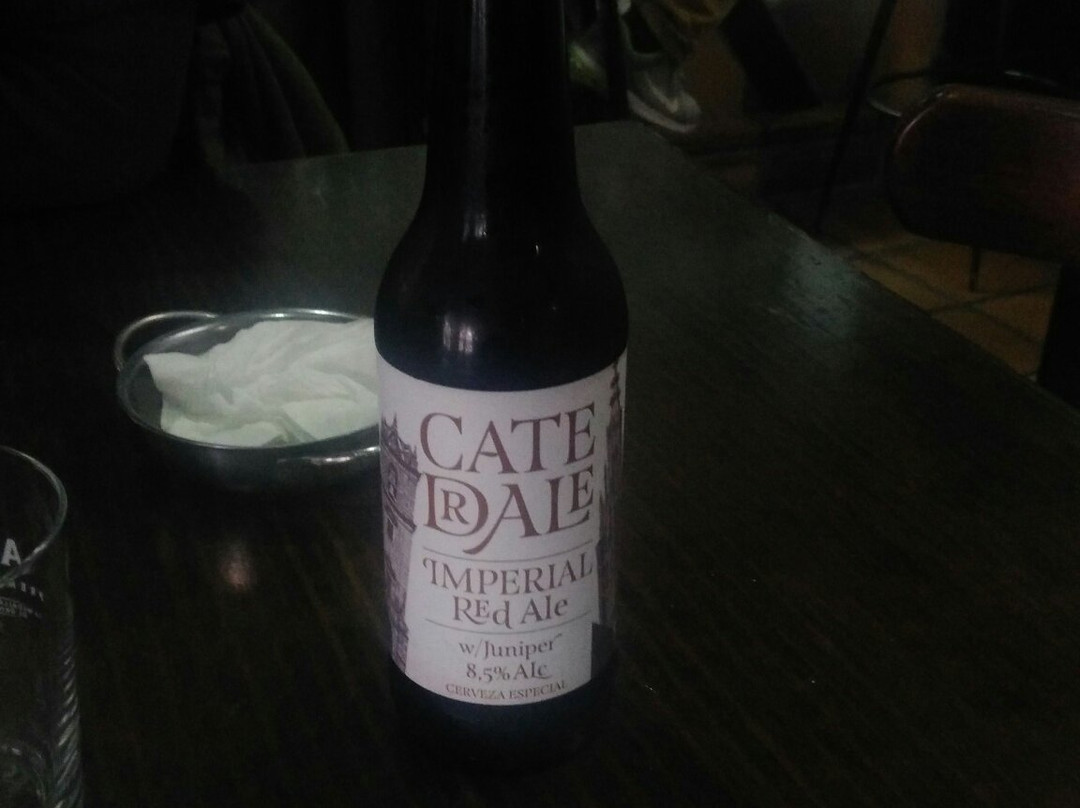 CATE
DRALE
IMPERIAL
REd Ale
w/Juniper
8,5% ALc
CERVEZA ESPECIAL
A